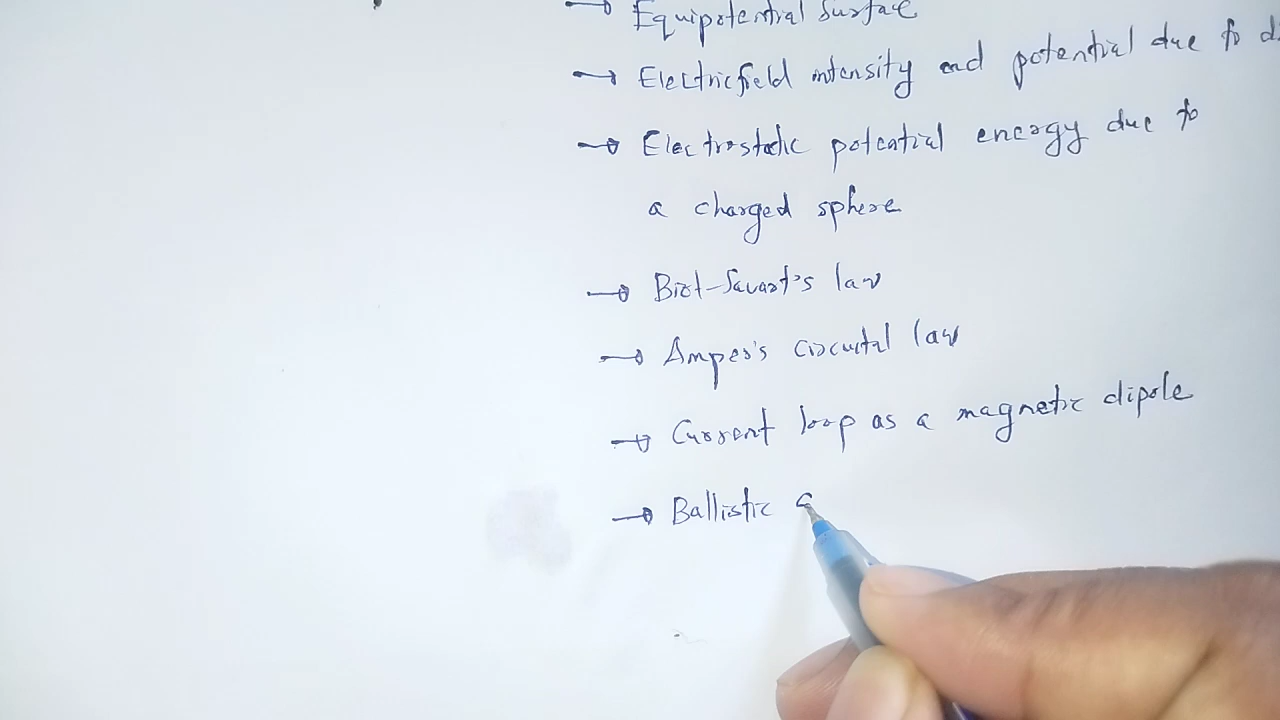 → Equipotential Surface
→ Electricfield intensity and potential due to
→ Electrostatic potential energy due to
a charged sphere
→ Biot-Savart's law
→ Amper's circuital law
→ Current loop as a magnetic dipole
→ Ballistic